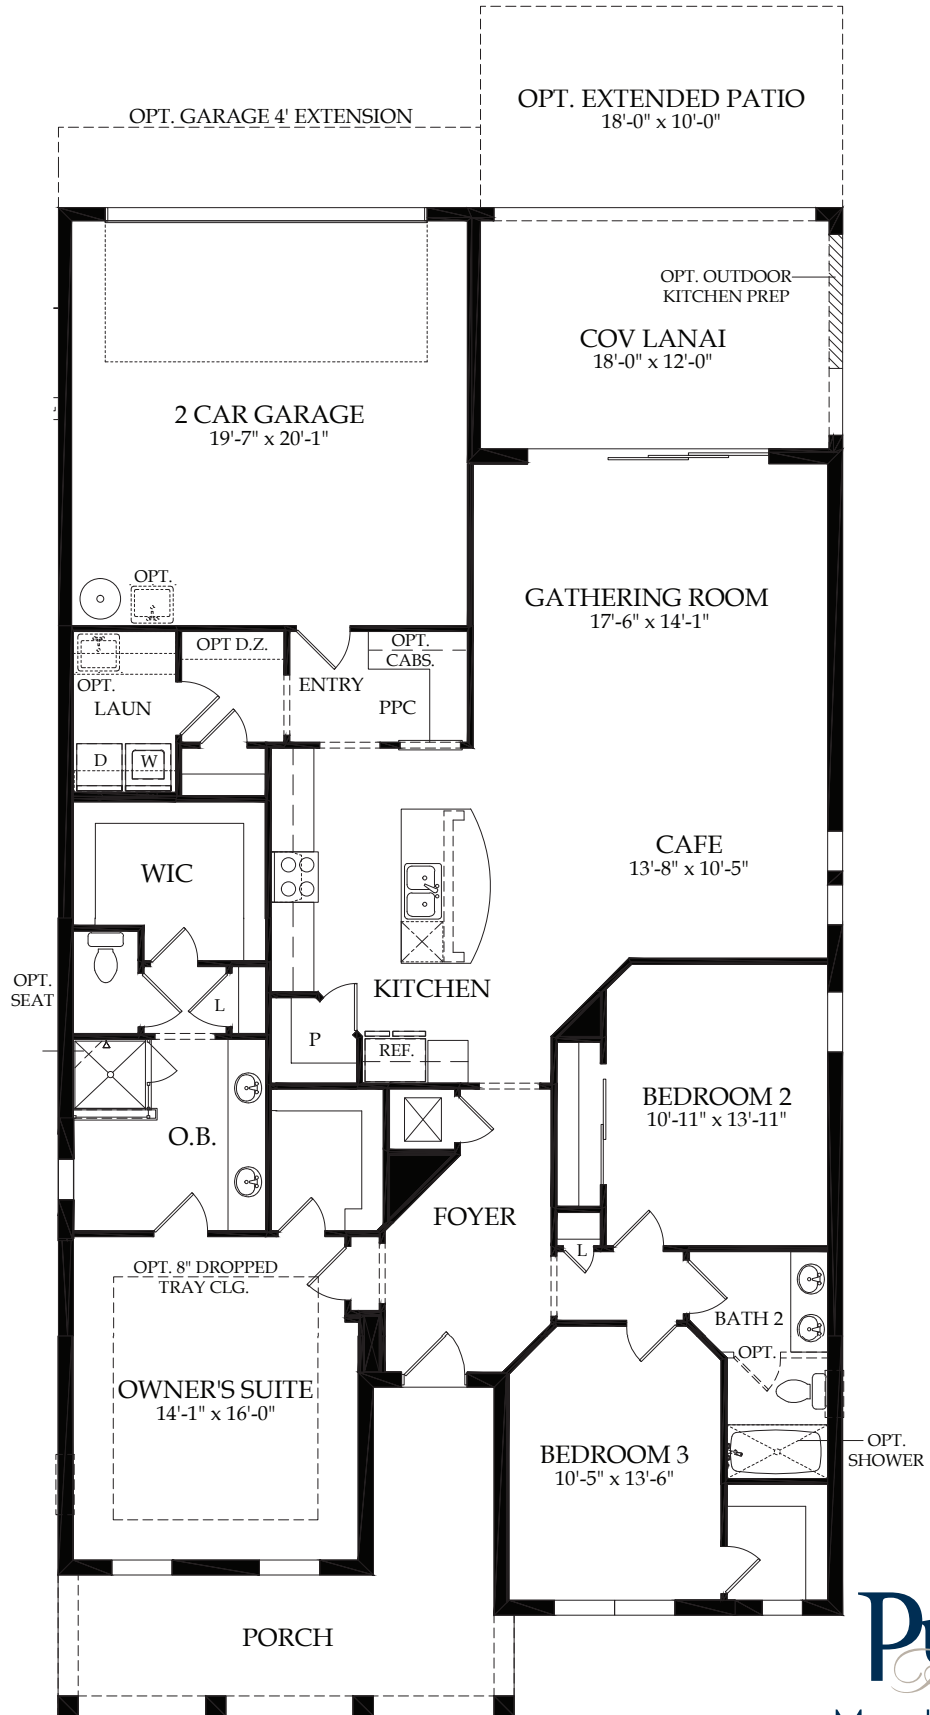 OPT. EXTENDED PATIO
18'-0" x 10'-0"
OPT. GARAGE 4' EXTENSION
OPT. OUTDOOR
KITCHEN PREP
COV LANAI
18'-0" x 12'-0"
2 CAR GARAGE
19'-7" x 20'-1"
OPT.
GATHERING ROOM
17'-6" x 14'-1"
OPT D.Z.
OPT.
CABS.
ENTRY
OPT.
LAUN
PPC
D
W
CAFE
13'-8" x 10'-5"
WIC
OPT.
SEAT
L
KITCHEN
P
REF.
BEDROOM 2
10'-11" x 13'-11"
O.B.
FOYER
L
OPT. 8" DROPPED
TRAY CLG.
BATH 2
OPT.
OWNER'S SUITE
14'-1" x 16'-0"
BEDROOM 3
10'-5" x 13'-6"
OPT.
SHOWER
PORCH